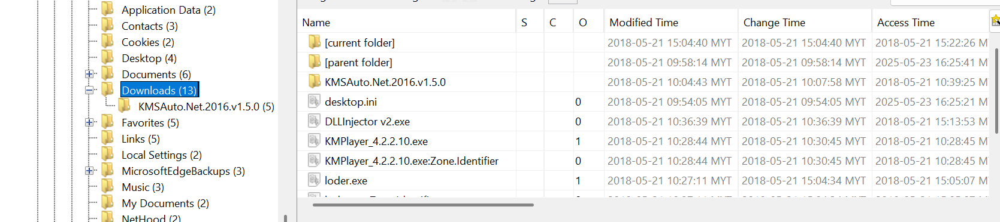 Application Data (2)
Contacts (3)
Cookies (2)
Desktop (4)
Documents (6)
Downloads (13)
KMSAuto.Net.2016.v1.5.0 (5)
Favorites (5)
Links (5)
Local Settings (2)
MicrosoftEdgeBackups (3)
Music (3)
My Documents (2)
NetHood (2)
Name S C O Modified Time Change Time Access Time
[current folder] 2018-05-21 15:04:40 MYT 2018-05-21 15:04:40 MYT 2018-05-21 15:22:26 M
[parent folder] 2018-05-21 09:58:14 MYT 2018-05-21 09:58:14 MYT 2025-05-23 16:25:41 M
KMSAuto.Net.2016.v1.5.0 2018-05-21 10:04:43 MYT 2018-05-21 10:07:58 MYT 2018-05-21 10:39:25 M
desktop.ini 0 2018-05-21 09:54:05 MYT 2018-05-21 09:54:05 MYT 2025-05-23 16:25:21 M
DLLInjector v2.exe 0 2018-05-21 10:36:39 MYT 2018-05-21 10:36:39 MYT 2018-05-21 15:13:53 M
KMPlayer_4.2.2.10.exe 1 2018-05-21 10:28:44 MYT 2018-05-21 10:30:45 MYT 2018-05-21 10:28:45 M
KMPlayer_4.2.2.10.exe:Zone.Identifier 0 2018-05-21 10:28:44 MYT 2018-05-21 10:30:45 MYT 2018-05-21 10:28:45 M
loder.exe 1 2018-05-21 10:27:11 MYT 2018-05-21 15:04:34 MYT 2018-05-21 15:05:07 M